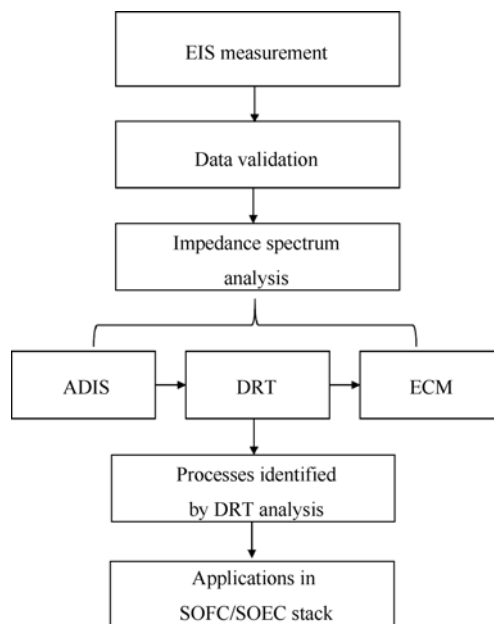 EIS measurement
Data validation
Impedance spectrum
analysis
ADIS
DRT
ECM
Processes identified
by DRT analysis
Applications in
SOFC/SOEC stack